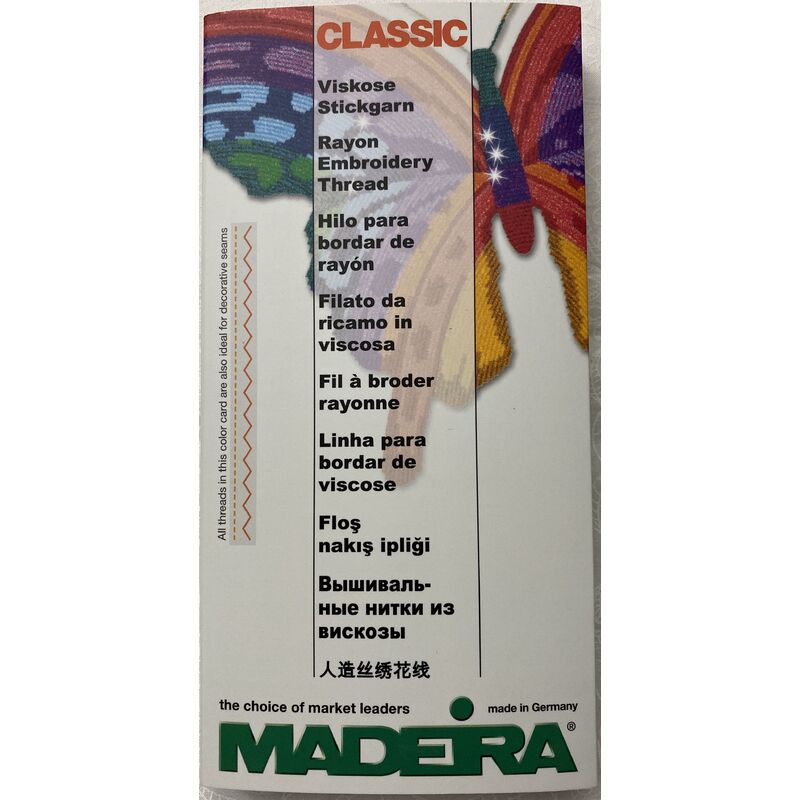 CLASSIC
Viskose
Stickgarn
Rayon
Embroidery
Thread
Hilo para
bordar de
rayón
Filato da
ricamo in
viscosa
Fil à broder
rayonne
Linha para
bordar de
viscose
Floş
nakış ipliği
Вышиваль-
ные нитки из
вискозы
人造丝绣花线
All threads in this color card are also ideal for decorative seams
the choice of market leaders
made in Germany
MADEIRA®